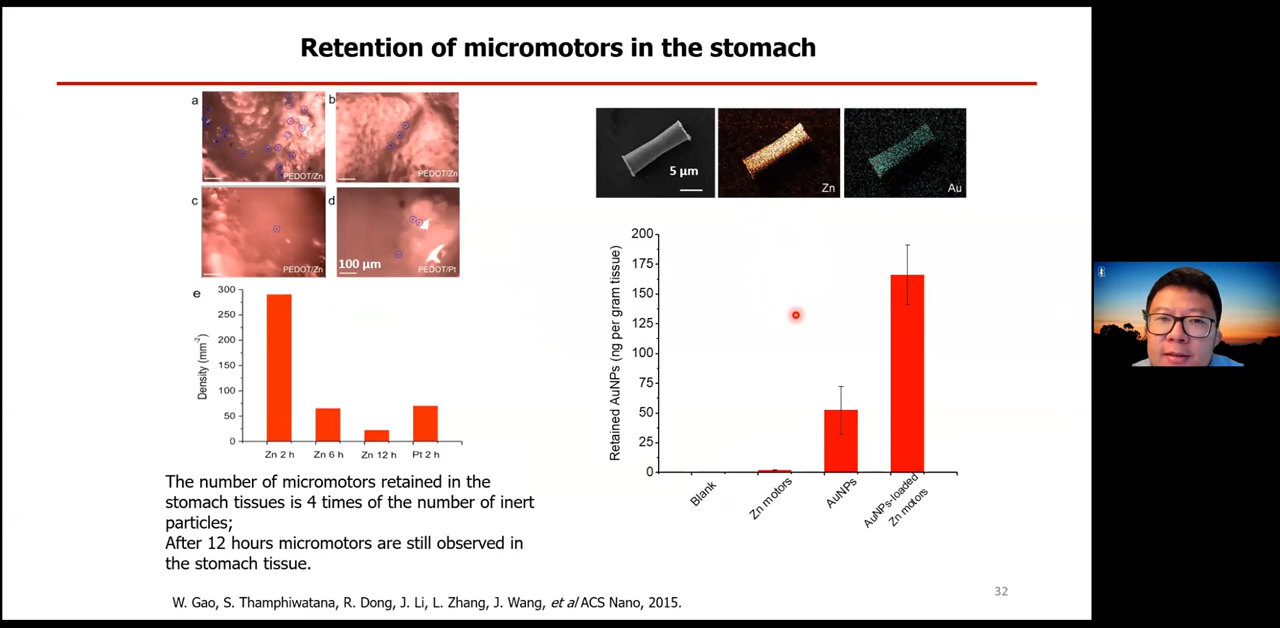 Retention of micromotors in the stomach
a
PEDOT/Zn
b
PEDOT/Zn
c
PEDOT/Zn
d
100 µm
PEDOT/Pt
e
300
250
200
150
100
50
0
Density (mm⁻²)
Zn 2 h Zn 6 h Zn 12 h Pt 2 h
The number of micromotors retained in the
stomach tissues is 4 times of the number of inert
particles;
After 12 hours micromotors are still observed in
the stomach tissue.
5 µm
Zn
Au
200
175
150
125
100
75
50
25
0
Retained AuNPs (ng per gram tissue)
Blank
Zn motors
AuNPs
AuNPs-loaded
Zn motors
W. Gao, S. Thamphiwatana, R. Dong, J. Li, L. Zhang, J. Wang, et al ACS Nano, 2015.
32